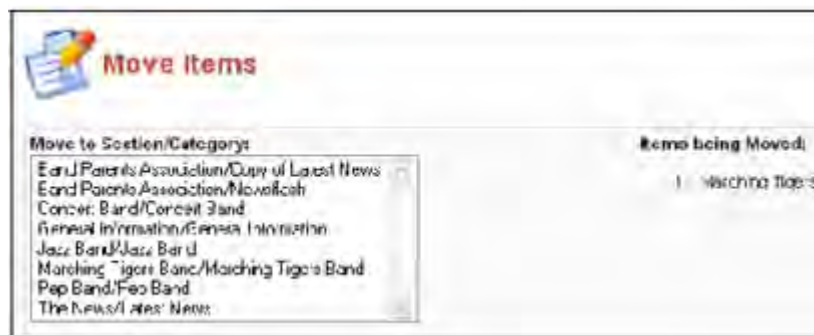 Move Items
Move to Section/Category:
Items being Moved:
Band Parents Association/Copy of Latest News
Band Parents Association/Newsflash
Concert Band/Concert Band
General Information/General Information
Jazz Band/Jazz Band
Marching Tigers Band/Marching Tigers Band
Pep Band/Pep Band
The News/Latest News
1. Marching Tigers